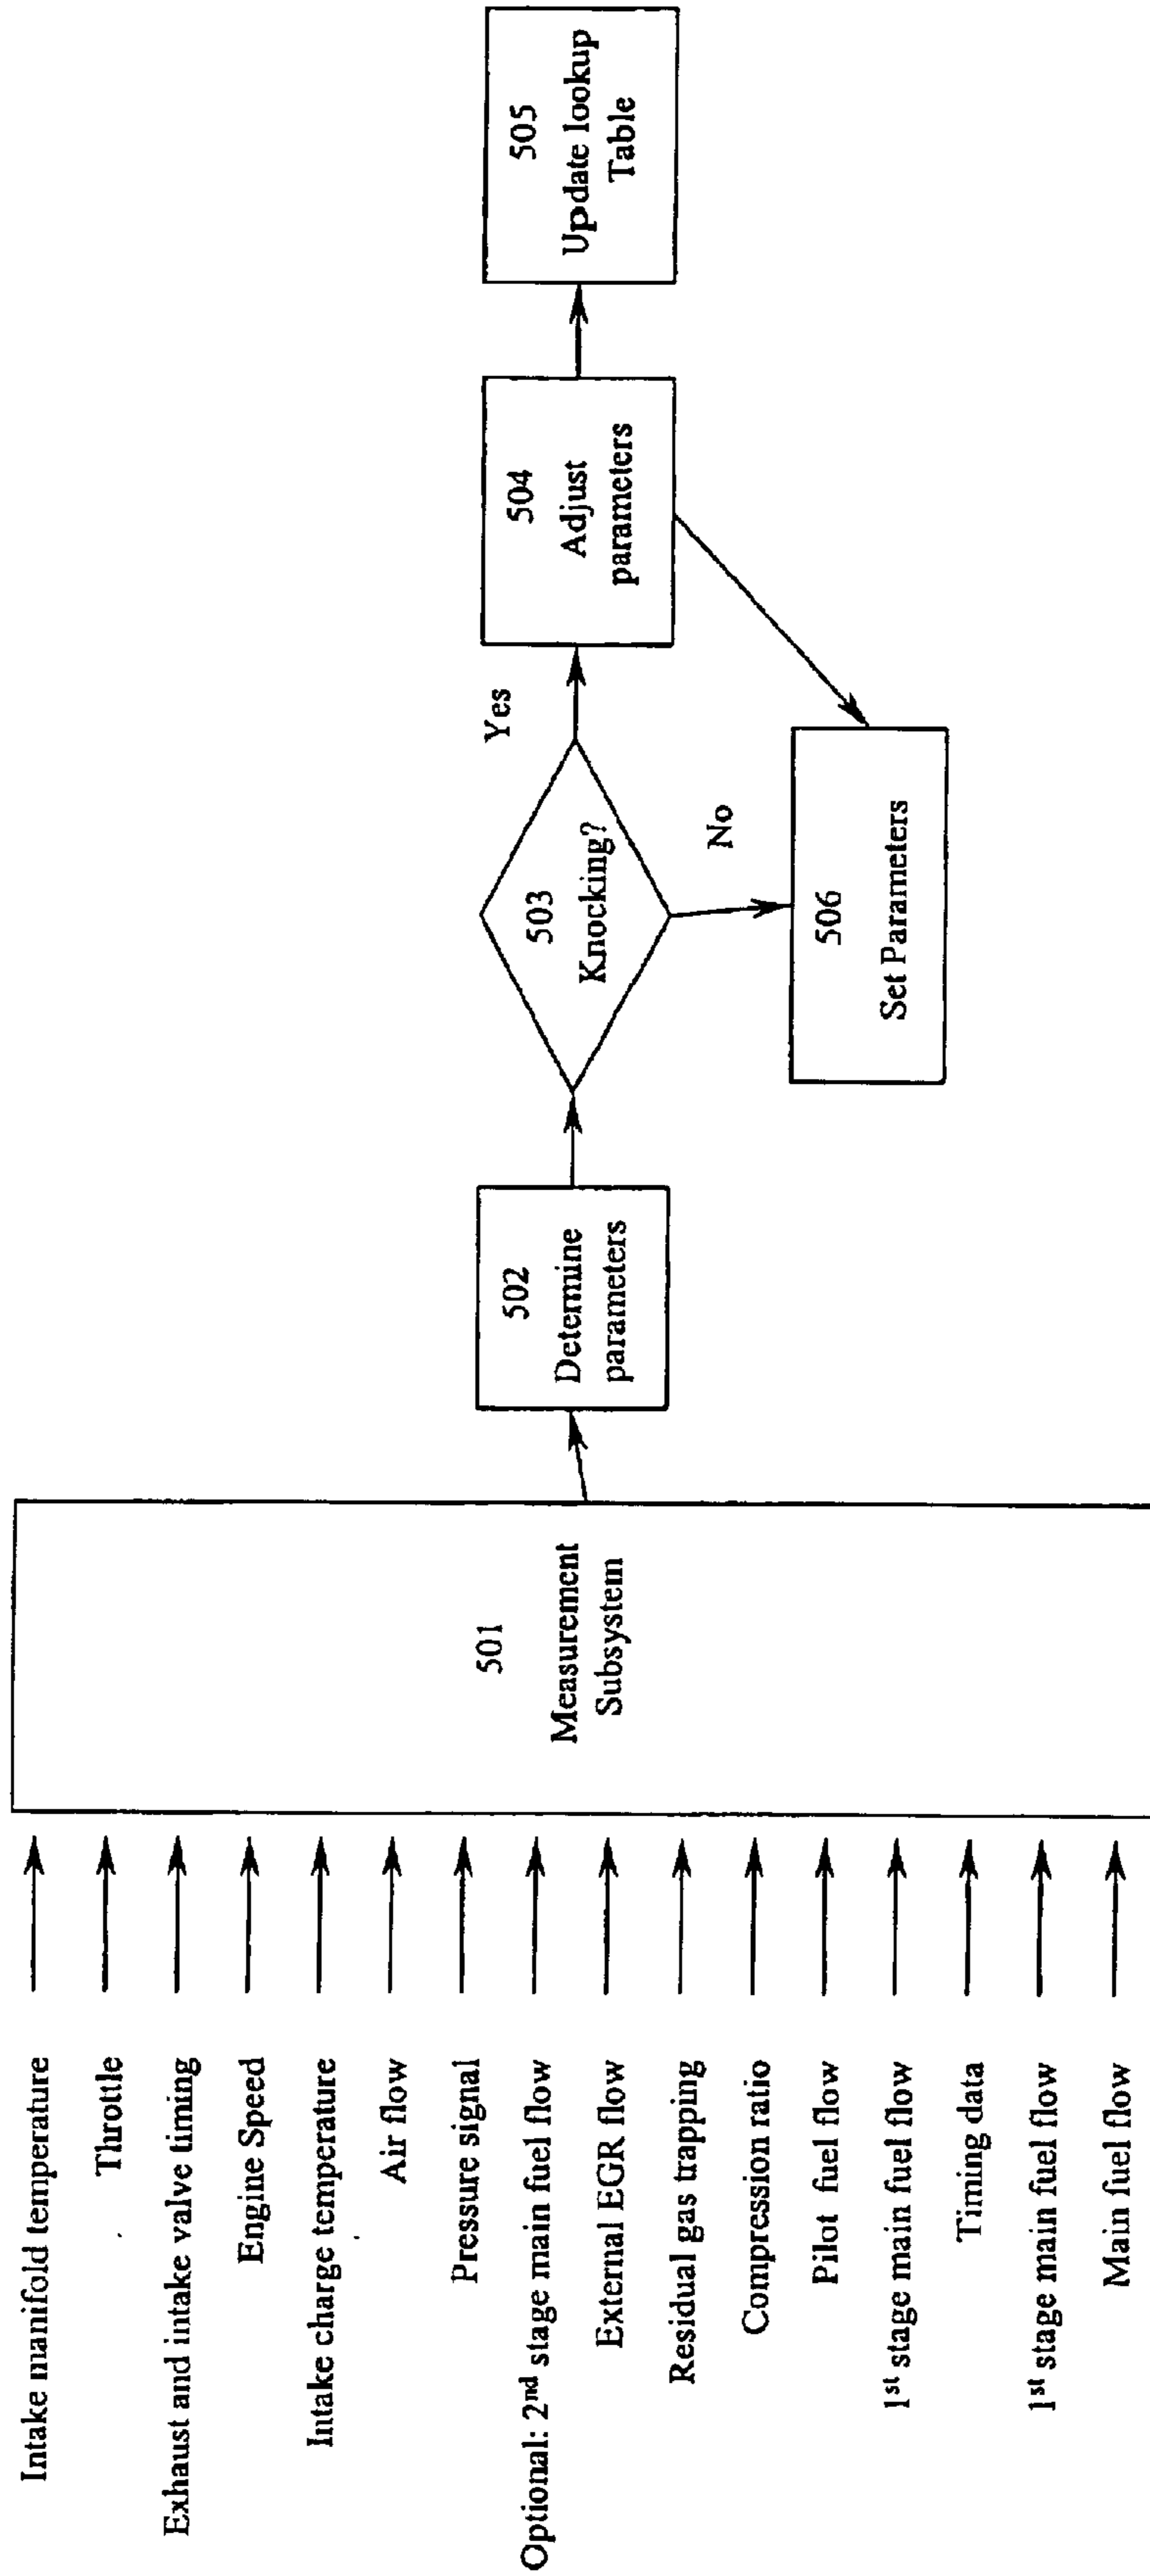 Intake manifold temperature
Throttle
Exhaust and intake valve timing
Engine Speed
Intake charge temperature
Air flow
Pressure signal
Optional: 2nd stage main fuel flow
External EGR flow
Residual gas trapping
Compression ratio
Pilot fuel flow
1st stage main fuel flow
Timing data
1st stage main fuel flow
Main fuel flow
501
Measurement
Subsystem
502
Determine
parameters
503
Knocking?
Yes
No
504
Adjust
parameters
505
Update lookup
Table
506
Set Parameters